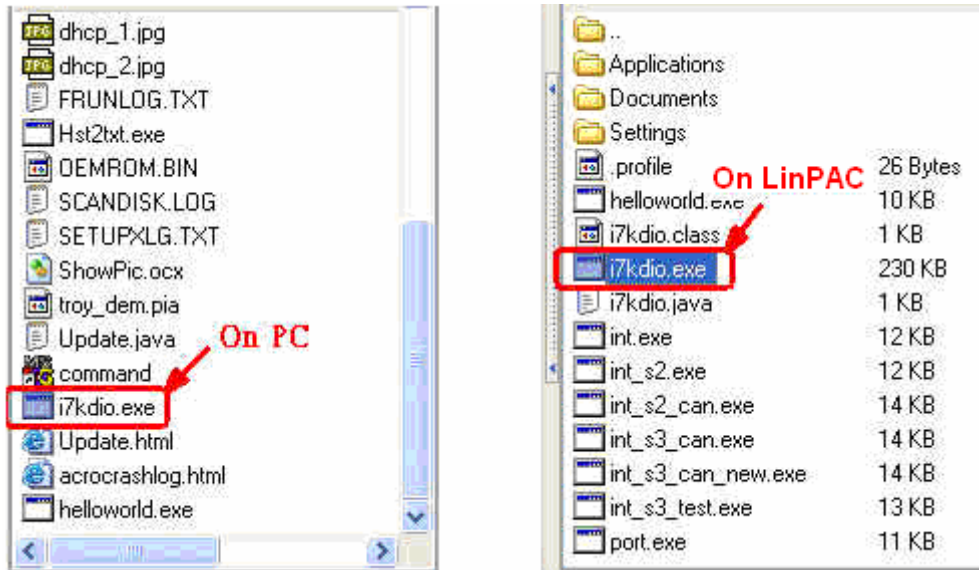 dhcp_1.jpg
dhcp_2.jpg
FRUNLOG.TXT
Hst2txt.exe
OEMROM.BIN
SCANDISK.LOG
SETUPXLG.TXT
ShowPic.ocx
troy_dem.pia
Update.java
On PC
command
i7kdio.exe
Update.html
acrocrashlog.html
helloworld.exe
..
Applications
Documents
Settings
.profile 26 Bytes
On LinPAC
helloworld.exe 10 KB
i7kdio.class 1 KB
i7kdio.exe 230 KB
i7kdio.java 1 KB
int.exe 12 KB
int_s2.exe 12 KB
int_s2_can.exe 14 KB
int_s3_can.exe 14 KB
int_s3_can_new.exe 14 KB
int_s3_test.exe 13 KB
port.exe 11 KB